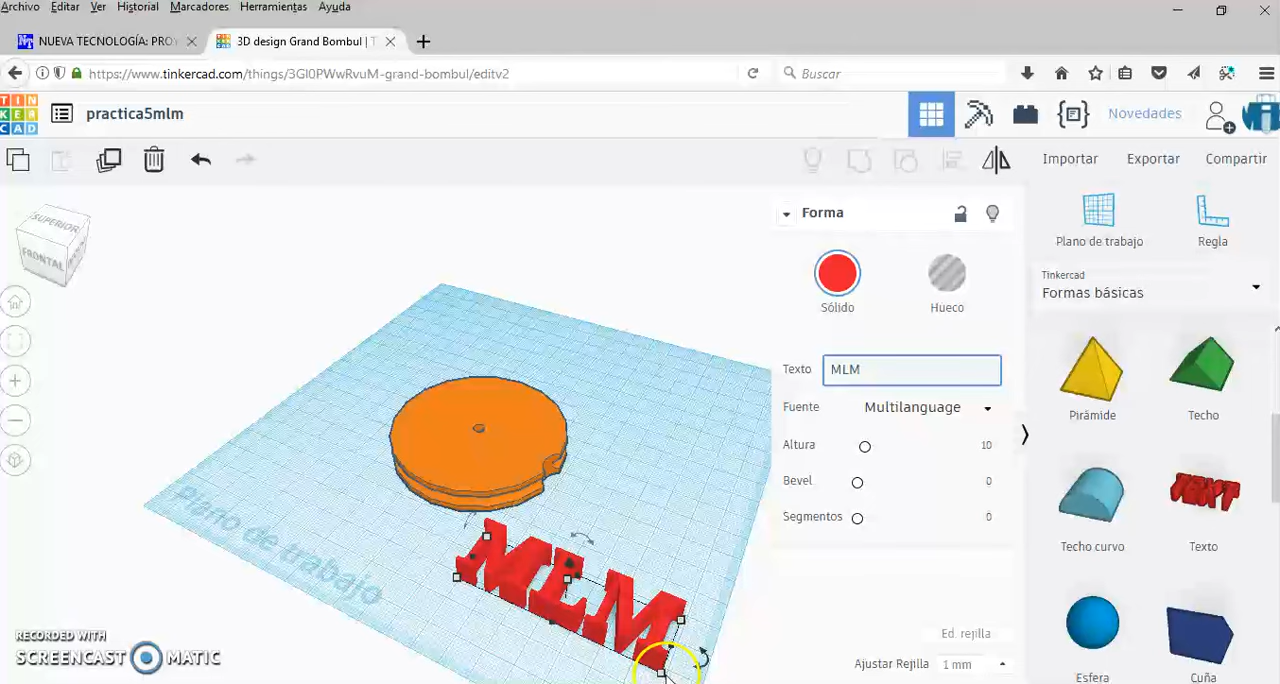 Archivo Editar Ver Historial Marcadores Herramientas Ayuda
NUEVA TECNOLOGÍA: PROY
3D design Grand Bombul | T
https://www.tinkercad.com/things/3Gl0PWwRvuM-grand-bombul/editv2
Buscar
TIN
KER
CAD
practica5mlm
Novedades
Importar Exportar Compartir
SUPERIOR
FRONTAL
Forma
Sólido
Hueco
Texto MLM
Fuente Multilanguage
Altura 10
Bevel 0
Segmentos 0
Ed. rejilla
Ajustar Rejilla 1 mm
Plano de trabajo
Regla
Tinkercad
Formas básicas
Pirámide
Techo
Techo curvo
TEXT
Texto
Esfera
Cuña
Plano de trabajo
MLM
RECORDED WITH
SCREENCAST MATIC